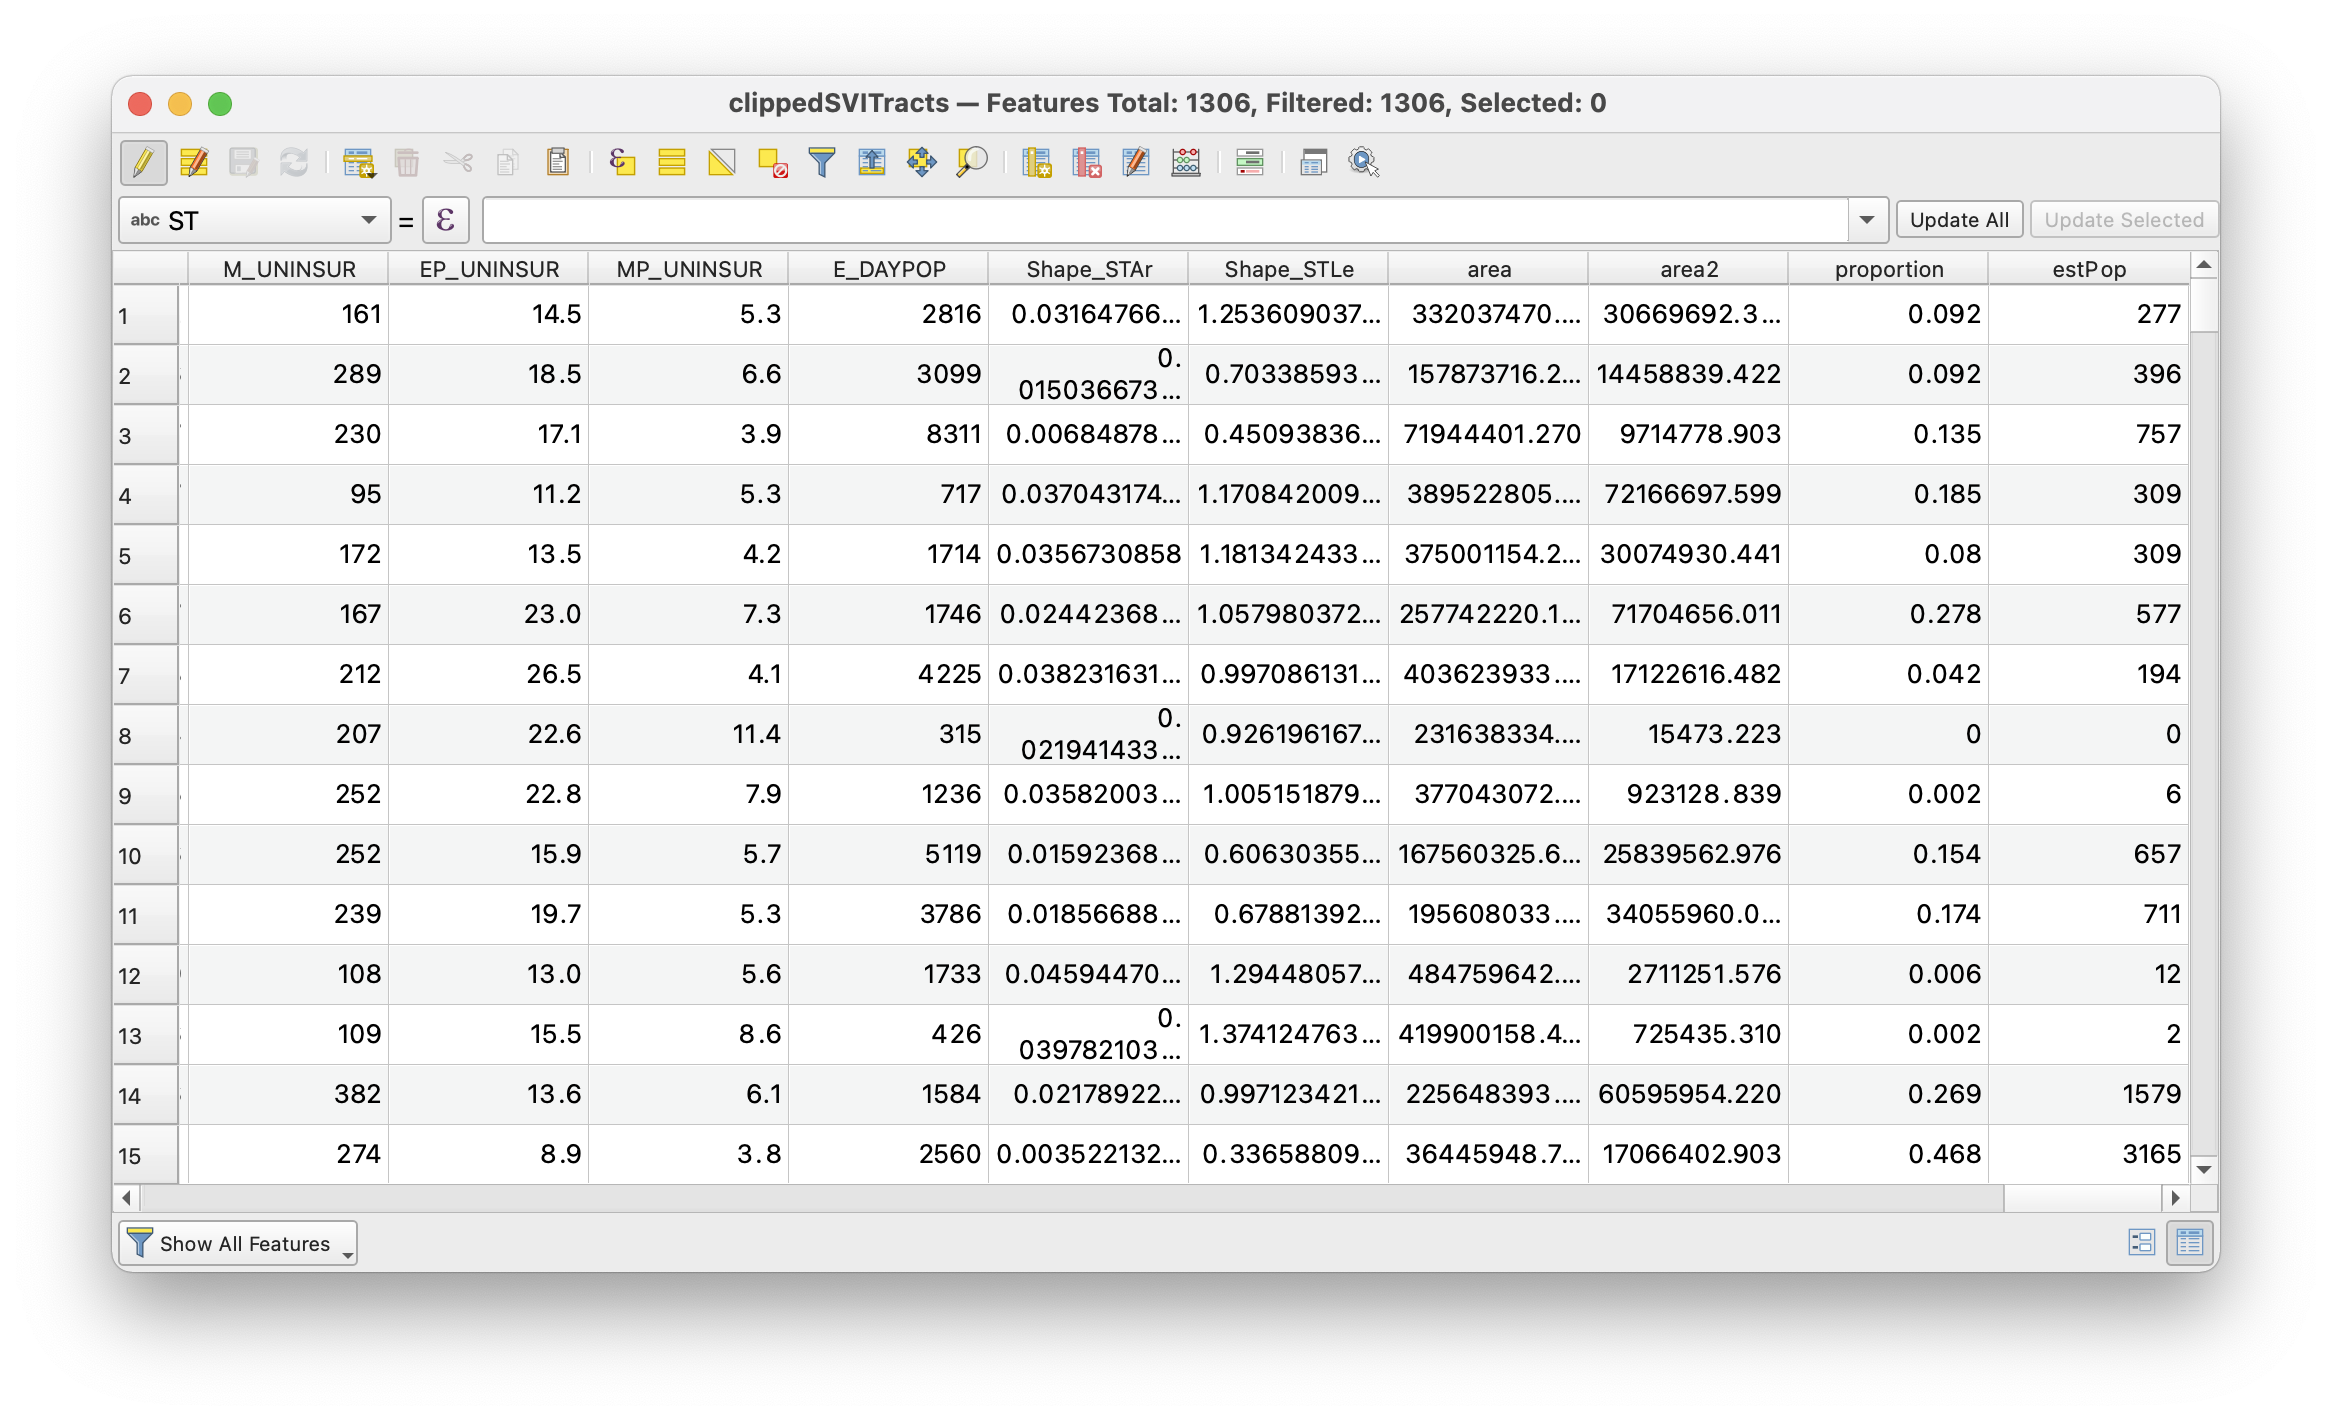 clippedSVITracts — Features Total: 1306, Filtered: 1306, Selected: 0
abc ST = ε Update All Update Selected
M_UNINSUR EP_UNINSUR MP_UNINSUR E_DAYPOP Shape_STAr Shape_STLe area area2 proportion estPop
1 161 14.5 5.3 2816 0.03164766... 1.253609037... 332037470.... 30669692.3... 0.092 277
2 289 18.5 6.6 3099 0.015036673... 0.70338593... 157873716.2... 14458839.422 0.092 396
3 230 17.1 3.9 8311 0.00684878... 0.45093836... 71944401.270 9714778.903 0.135 757
4 95 11.2 5.3 717 0.037043174... 1.170842009... 389522805.... 72166697.599 0.185 309
5 172 13.5 4.2 1714 0.0356730858 1.181342433... 375001154.2... 30074930.441 0.08 309
6 167 23.0 7.3 1746 0.02442368... 1.057980372... 257742220.1... 71704656.011 0.278 577
7 212 26.5 4.1 4225 0.038231631... 0.997086131... 403623933.... 17122616.482 0.042 194
8 207 22.6 11.4 315 0.021941433... 0.926196167... 231638334.... 15473.223 0 0
9 252 22.8 7.9 1236 0.03582003... 1.005151879... 377043072.... 923128.839 0.002 6
10 252 15.9 5.7 5119 0.01592368... 0.60630355... 167560325.6... 25839562.976 0.154 657
11 239 19.7 5.3 3786 0.01856688... 0.67881392... 195608033.... 34055960.0... 0.174 711
12 108 13.0 5.6 1733 0.04594470... 1.29448057... 484759642.... 2711251.576 0.006 12
13 109 15.5 8.6 426 0.039782103... 1.374124763... 419900158.4... 725435.310 0.002 2
14 382 13.6 6.1 1584 0.02178922... 0.997123421... 225648393.... 60595954.220 0.269 1579
15 274 8.9 3.8 2560 0.003522132... 0.33658809... 36445948.7... 17066402.903 0.468 3165
Show All Features